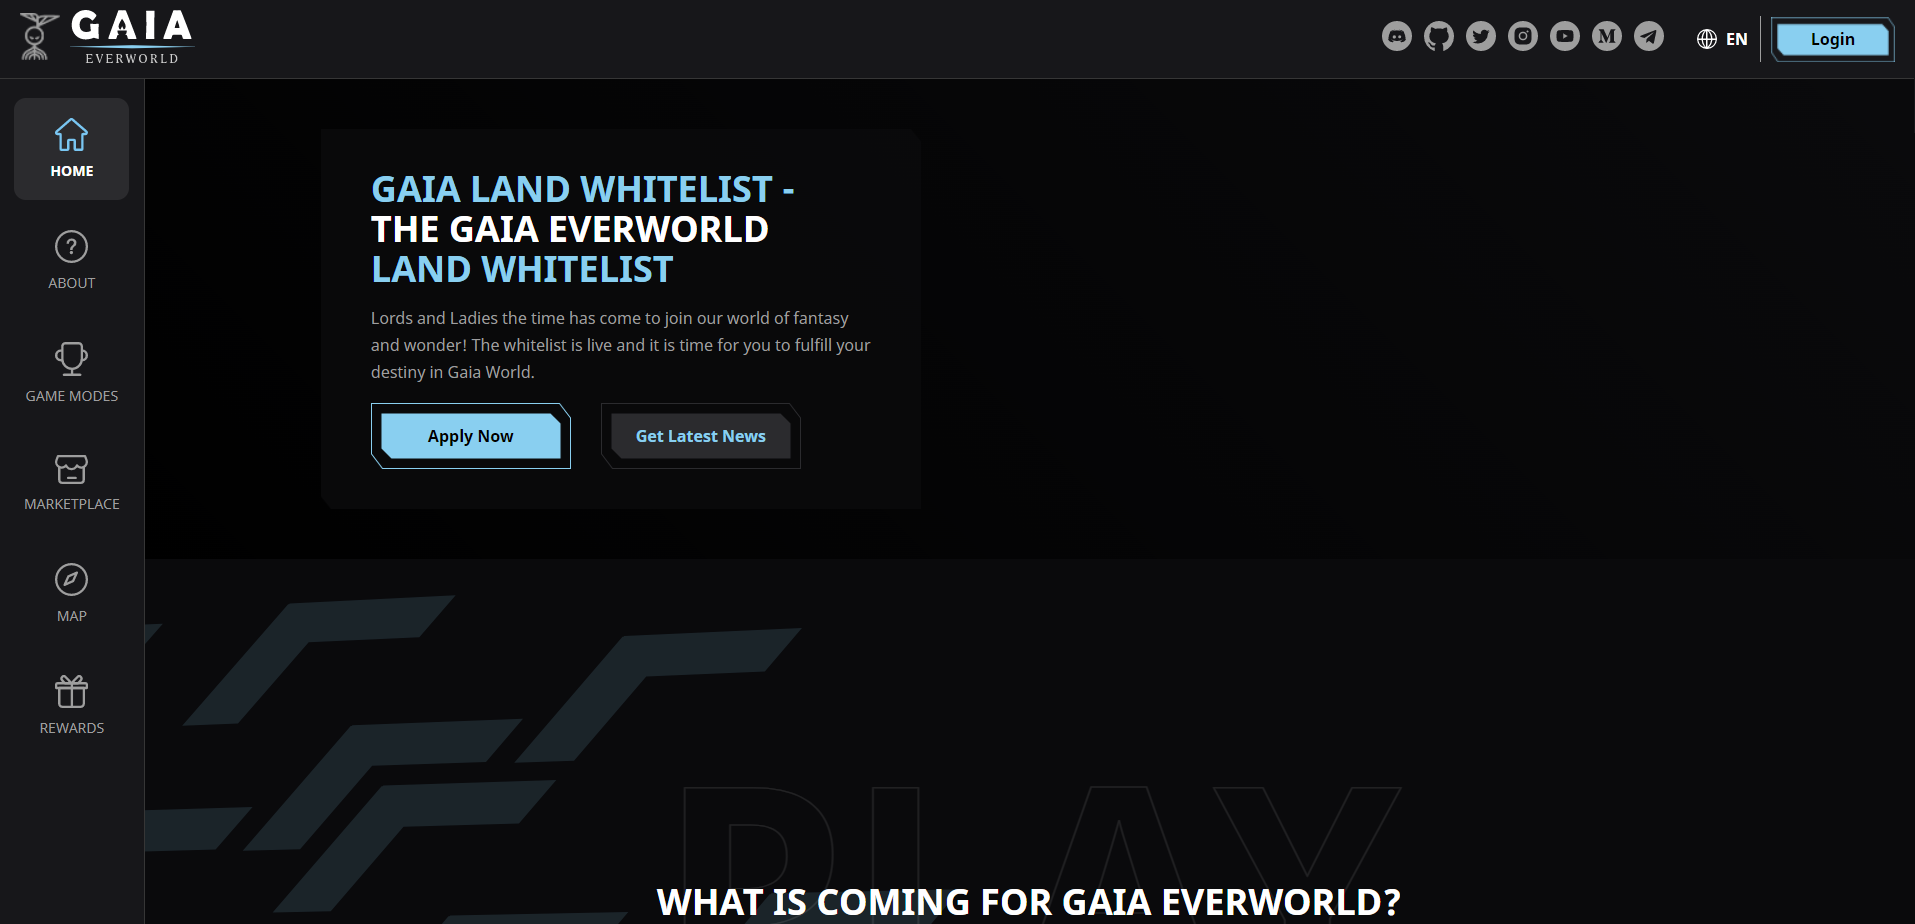 GAIA
EVERWORLD
EN
Login
HOME
ABOUT
GAME MODES
MARKETPLACE
MAP
REWARDS
GAIA LAND WHITELIST -
THE GAIA EVERWORLD
LAND WHITELIST
Lords and Ladies the time has come to join our world of fantasy
and wonder! The whitelist is live and it is time for you to fulfill your
destiny in Gaia World.
Apply Now
Get Latest News
PLAY
WHAT IS COMING FOR GAIA EVERWORLD?